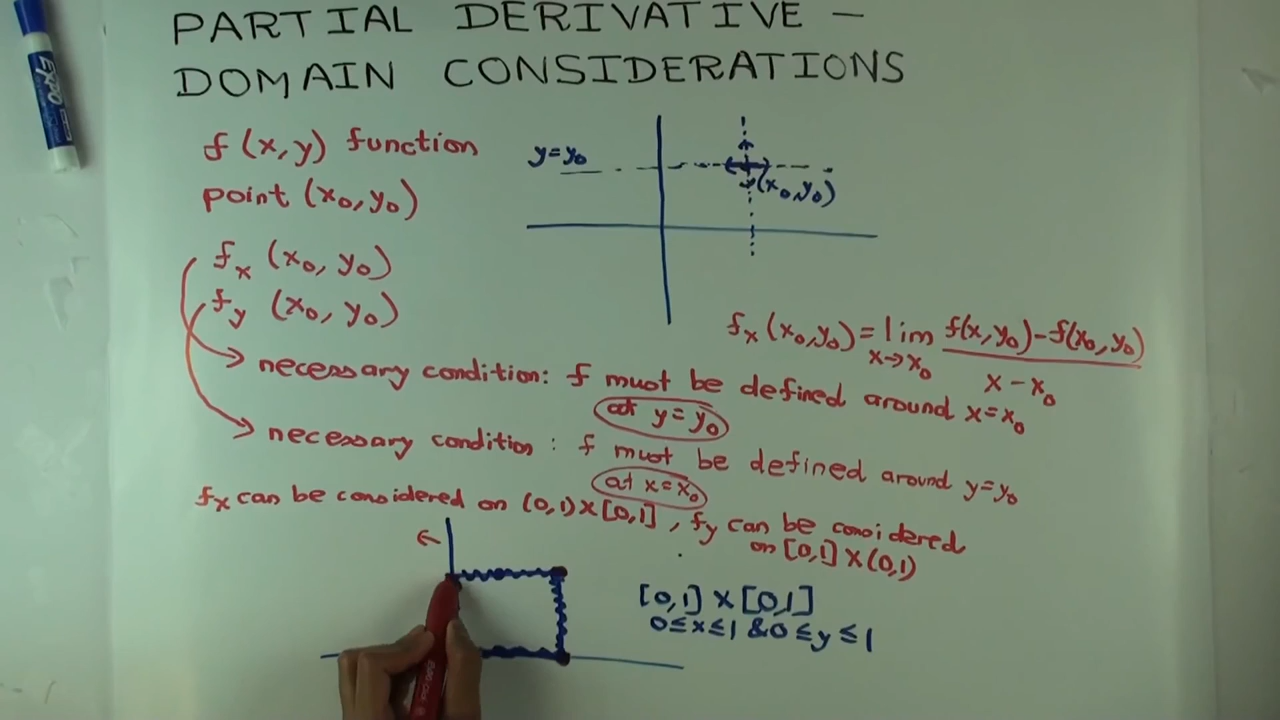 PARTIAL DERIVATIVE –
DOMAIN CONSIDERATIONS
EXPO
f(x,y) function
point (x₀,y₀)
y=y₀
(x₀,y₀)
fₓ (x₀, y₀)
f_y (x₀, y₀)
fₓ(x₀,y₀) = lim x→x₀ f(x,y₀)-f(x₀,y₀) / x-x₀
necessary condition: f must be defined around x=x₀
at y=y₀
necessary condition: f must be defined around y=y₀
at x=x₀
fₓ can be considered on (0,1)×[0,1], f_y can be considered
on [0,1]×(0,1)
[0,1]×[0,1]
0≤x≤1 & 0≤y≤1